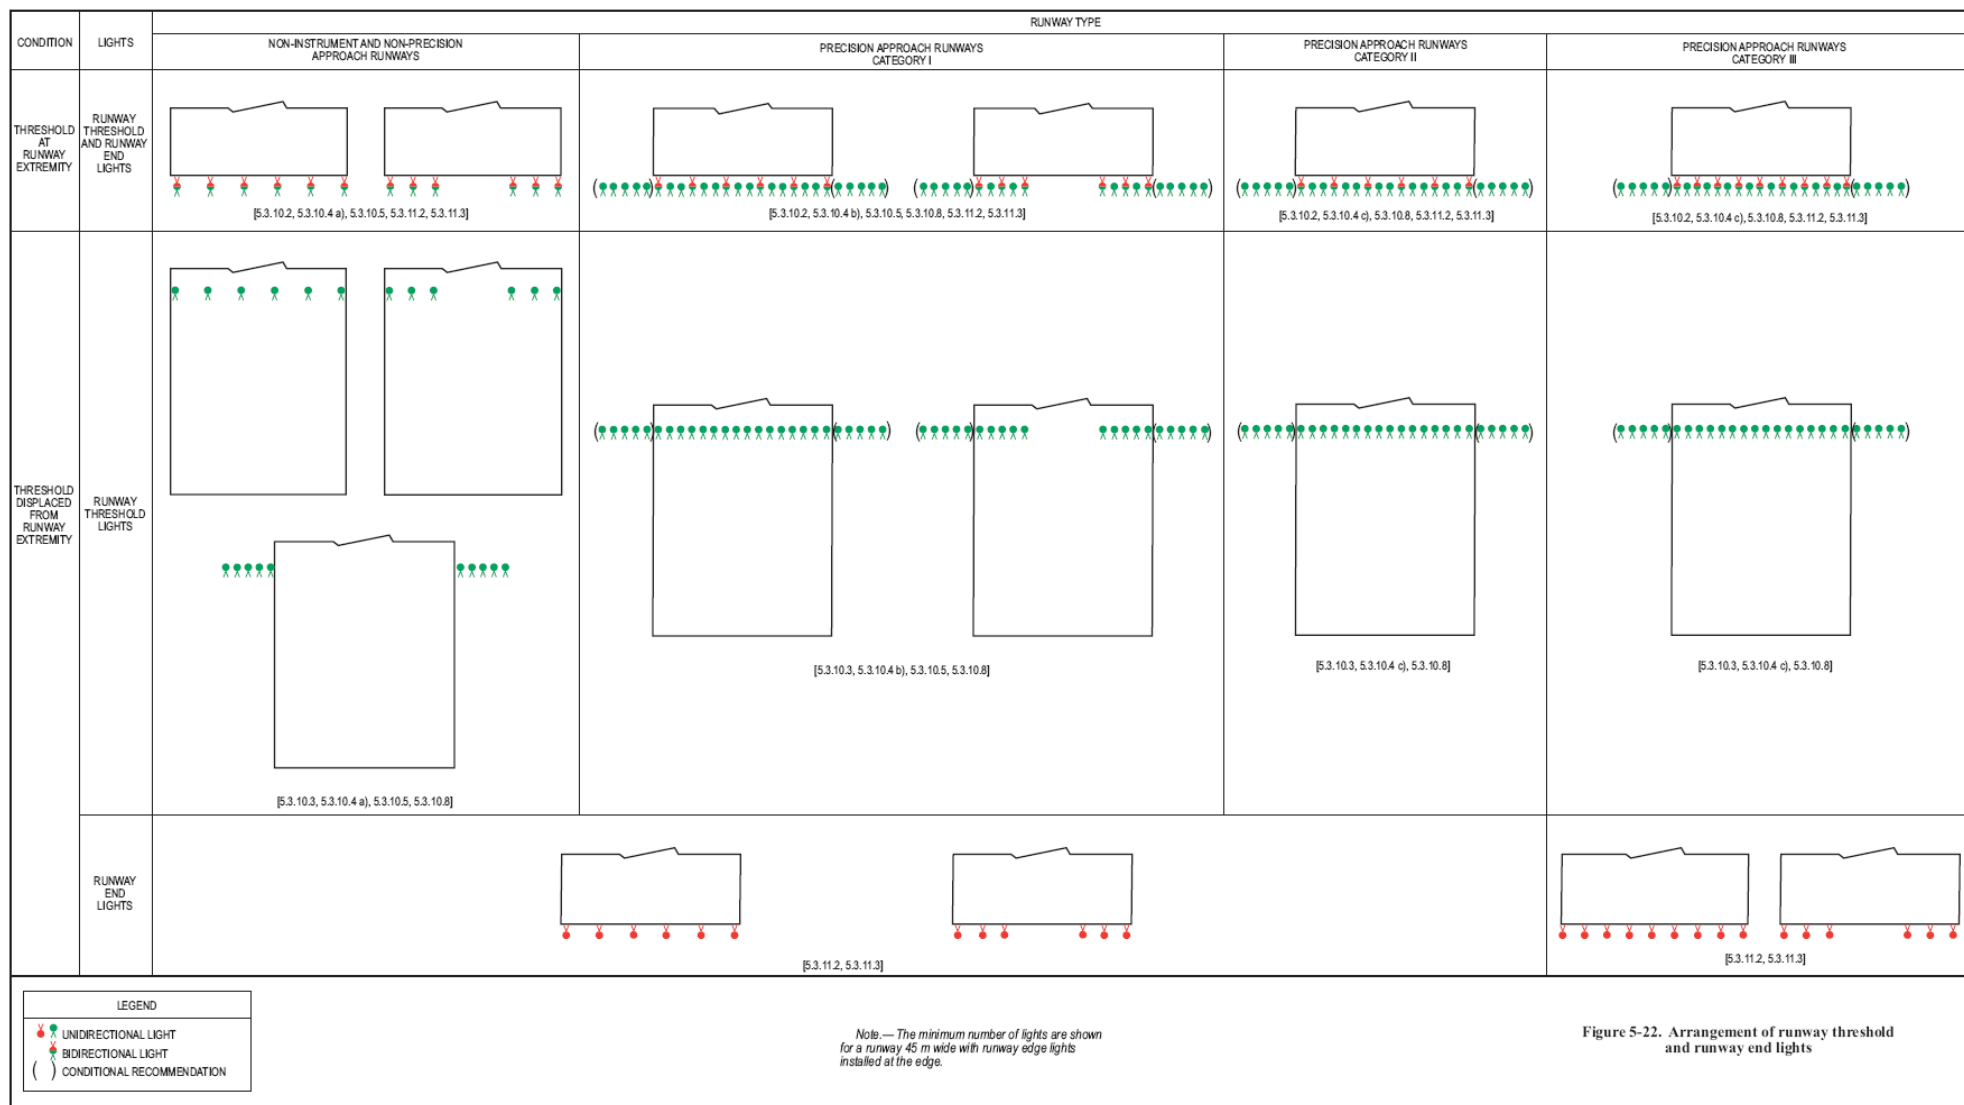 RUNWAY TYPE
CONDITION
LIGHTS
NON-INSTRUMENT AND NON-PRECISION
APPROACH RUNWAYS
PRECISION APPROACH RUNWAYS
CATEGORY I
PRECISION APPROACH RUNWAYS
CATEGORY II
PRECISION APPROACH RUNWAYS
CATEGORY III
THRESHOLD
AT
RUNWAY
EXTREMITY
RUNWAY
THRESHOLD
AND RUNWAY
END
LIGHTS
( ) ( ) ( ) ( ) ( ) ( ) ( ) ( )
[5.3.10.2, 5.3.10.4 a), 5.3.10.5, 5.3.11.2, 5.3.11.3]
[5.3.10.2, 5.3.10.4 b), 5.3.10.5, 5.3.10.8, 5.3.11.2, 5.3.11.3]
[5.3.10.2, 5.3.10.4 c), 5.3.10.8, 5.3.11.2, 5.3.11.3]
[5.3.10.2, 5.3.10.4 c), 5.3.10.8, 5.3.11.2, 5.3.11.3]
THRESHOLD
DISPLACED
FROM
RUNWAY
EXTREMITY
RUNWAY
THRESHOLD
LIGHTS
( ) ( ) ( ) ( ) ( ) ( ) ( ) ( )
[5.3.10.3, 5.3.10.4 a), 5.3.10.5, 5.3.10.8]
[5.3.10.3, 5.3.10.4 b), 5.3.10.5, 5.3.10.8]
[5.3.10.3, 5.3.10.4 c), 5.3.10.8]
[5.3.10.3, 5.3.10.4 c), 5.3.10.8]
RUNWAY
END
LIGHTS
[5.3.11.2, 5.3.11.3]
[5.3.11.2, 5.3.11.3]
LEGEND
UNIDIRECTIONAL LIGHT
BIDIRECTIONAL LIGHT
( ) CONDITIONAL RECOMMENDATION
Note.— The minimum number of lights are shown
for a runway 45 m wide with runway edge lights
installed at the edge.
Figure 5-22. Arrangement of runway threshold
and runway end lights